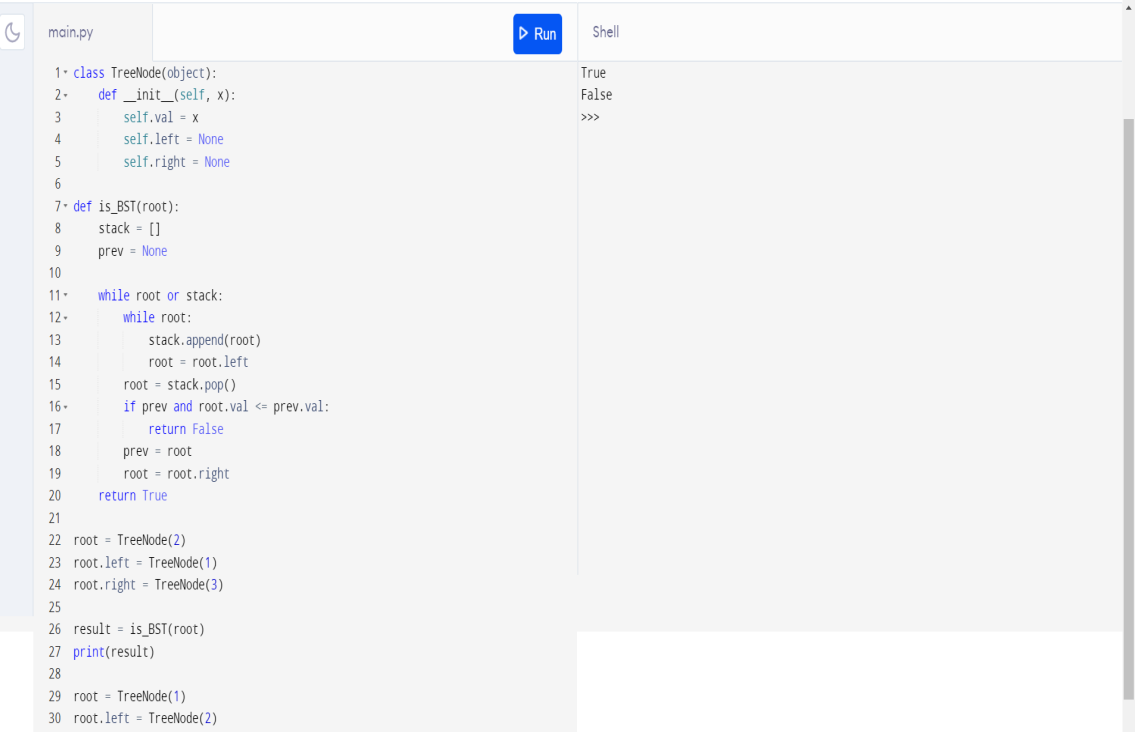 main.py
Run
Shell
1 class TreeNode(object):
2     def __init__(self, x):
3         self.val = x
4         self.left = None
5         self.right = None
6
7 def is_BST(root):
8     stack = []
9     prev = None
10
11     while root or stack:
12         while root:
13             stack.append(root)
14             root = root.left
15         root = stack.pop()
16         if prev and root.val <= prev.val:
17             return False
18         prev = root
19         root = root.right
20     return True
21
22 root = TreeNode(2)
23 root.left = TreeNode(1)
24 root.right = TreeNode(3)
25
26 result = is_BST(root)
27 print(result)
28
29 root = TreeNode(1)
30 root.left = TreeNode(2)
True
False
>>>